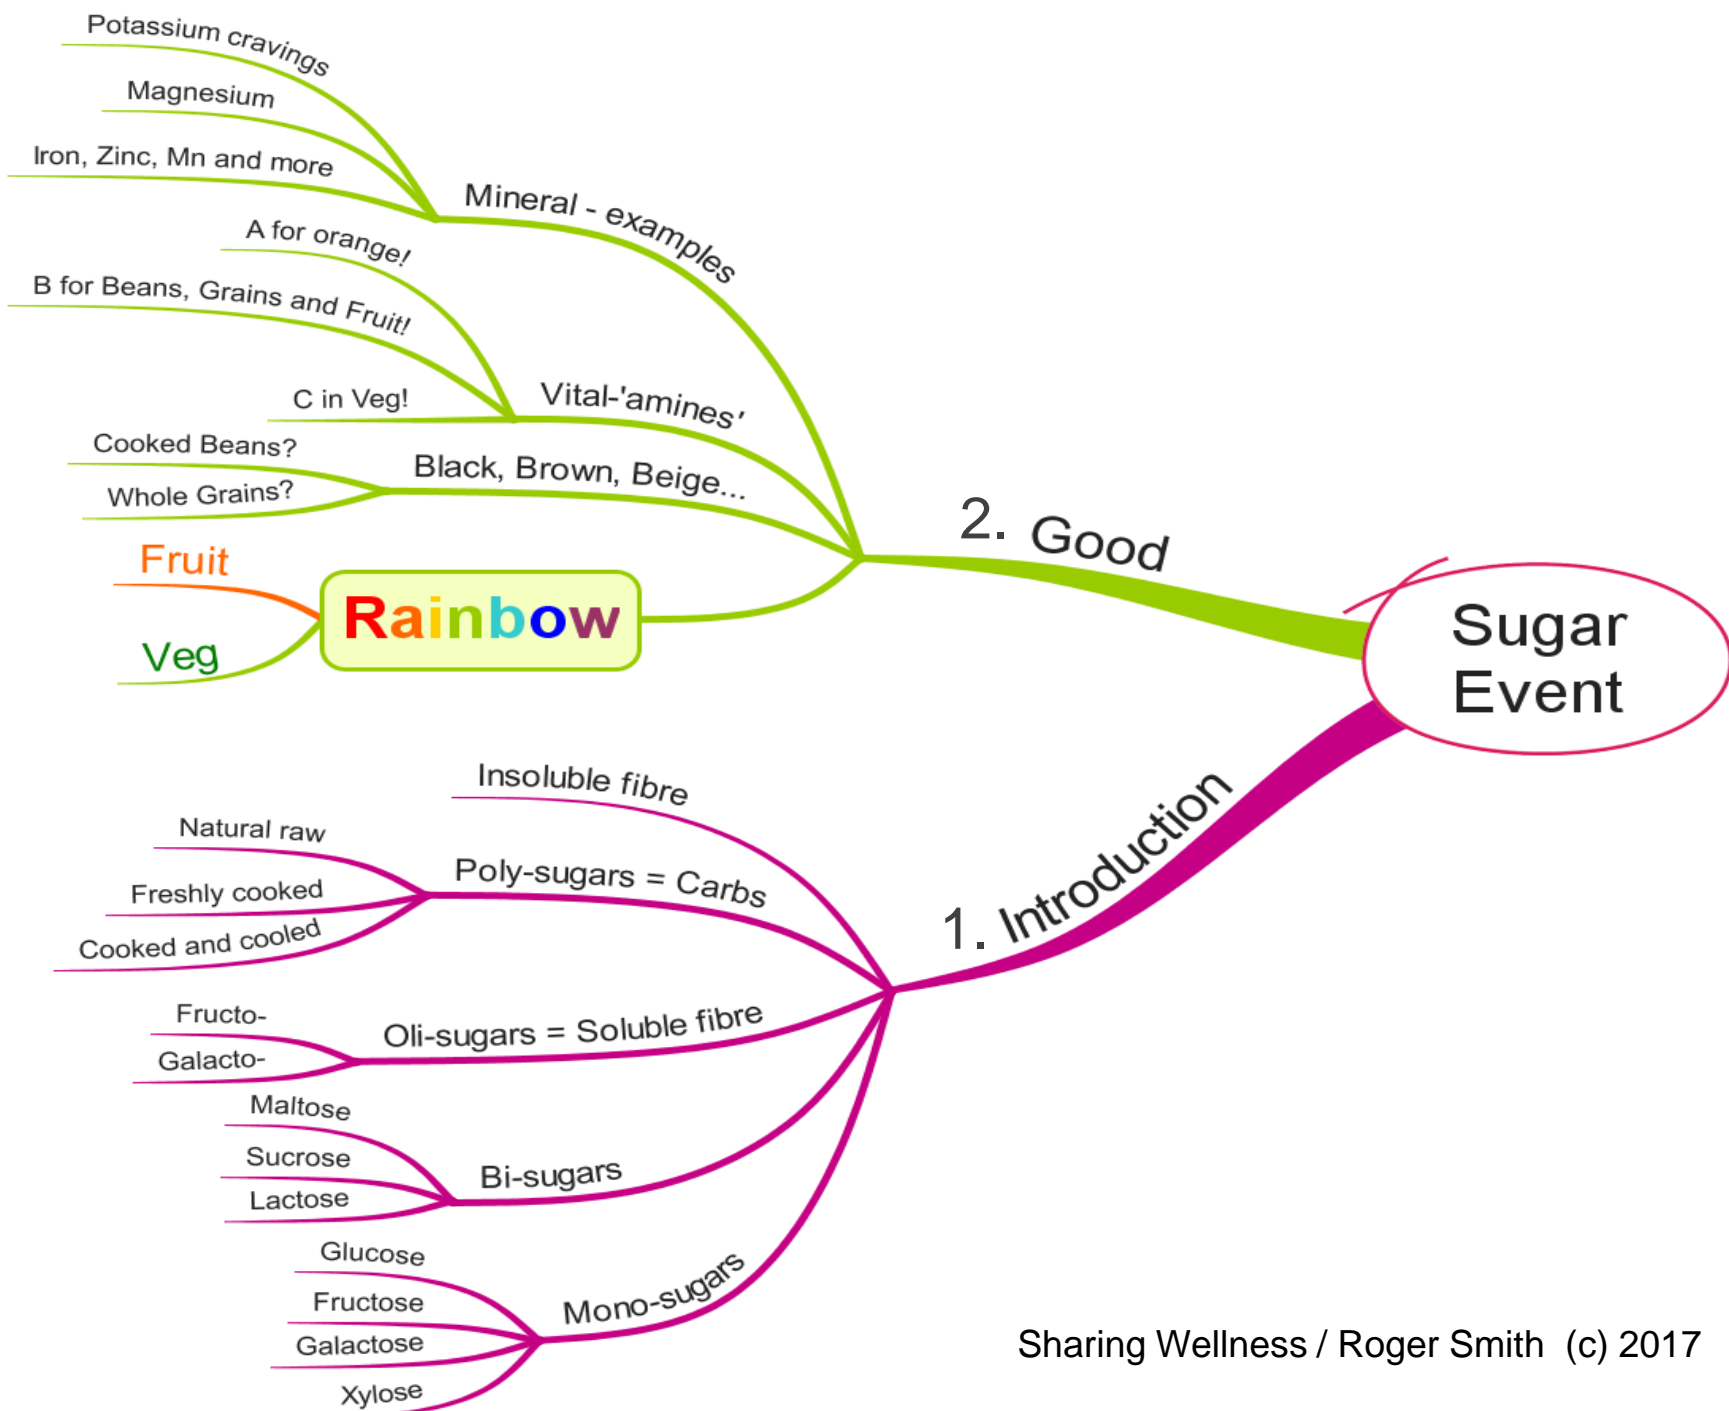 Potassium cravings
Magnesium
Iron, Zinc, Mn and more
Mineral - examples
A for orange!
B for Beans, Grains and Fruit!
C in Veg!
Vital-'amines'
Cooked Beans?
Whole Grains?
Black, Brown, Beige...
Fruit
Veg
Rainbow
2. Good
Sugar
Event
1. Introduction
Insoluble fibre
Natural raw
Freshly cooked
Cooked and cooled
Poly-sugars = Carbs
Fructo-
Galacto-
Oli-sugars = Soluble fibre
Maltose
Sucrose
Lactose
Bi-sugars
Glucose
Fructose
Galactose
Xylose
Mono-sugars
Sharing Wellness / Roger Smith (c) 2017